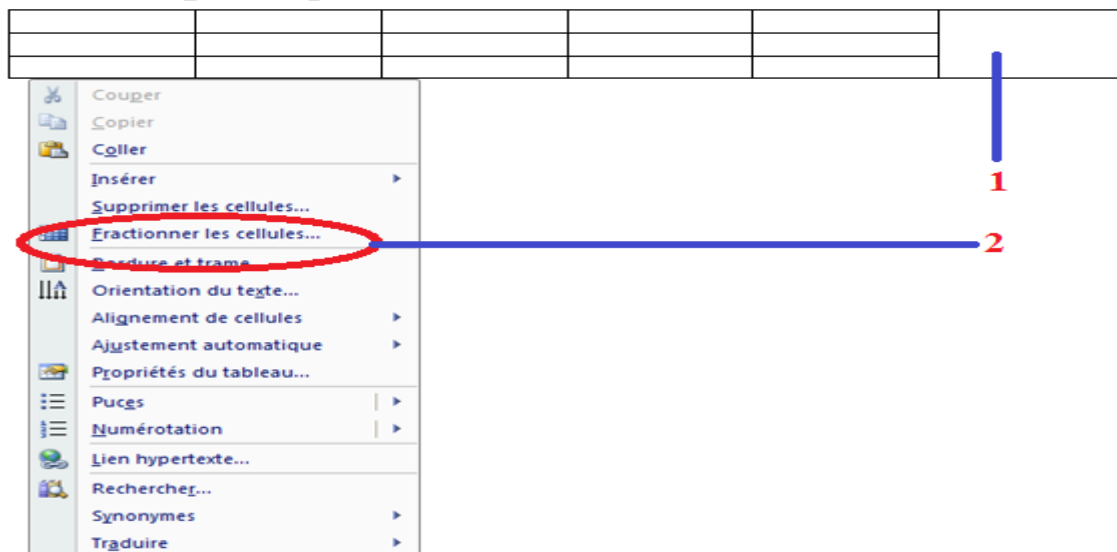 Couper
Copier
Coller
Insérer
1
Supprimer les cellules...
Fractionner les cellules...
2
Bordure et trame
Orientation du texte...
Alignement de cellules
Ajustement automatique
Propriétés du tableau...
Puces
Numérotation
Lien hypertexte...
Rechercher...
Synonymes
Traduire